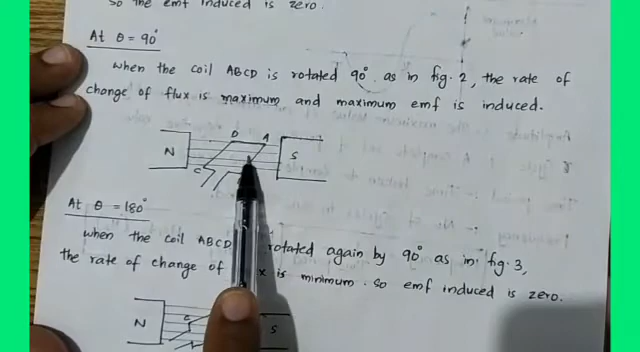 so the emf induced is zero.
At θ = 90°
when the coil ABCD is rotated 90° as in fig. 2, the rate of
change of flux is maximum and maximum emf is induced.
D A
N S
C
At θ = 180°
when the coil ABCD rotated again by 90° as in fig. 3,
the rate of change of is minimum. so emf induced is zero.
C
N S